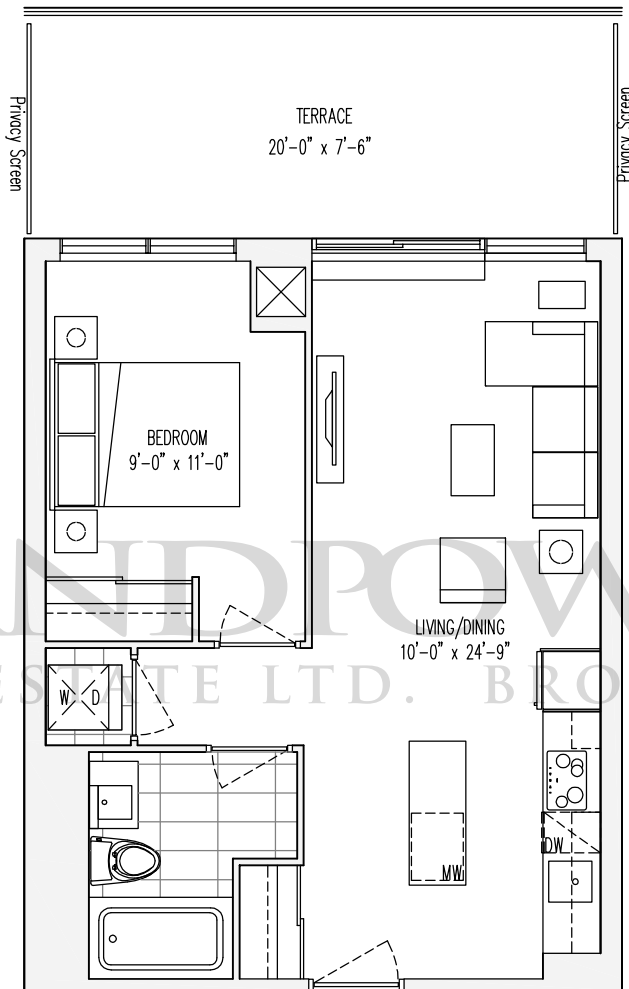 TERRACE
20'-0" x 7'-6"
Privacy Screen
Privacy Screen
BEDROOM
9'-0" x 11'-0"
NDPOW
LIVING/DINING
10'-0" x 24'-9"
ESTATE LTD. BRO
W D
DW
MW